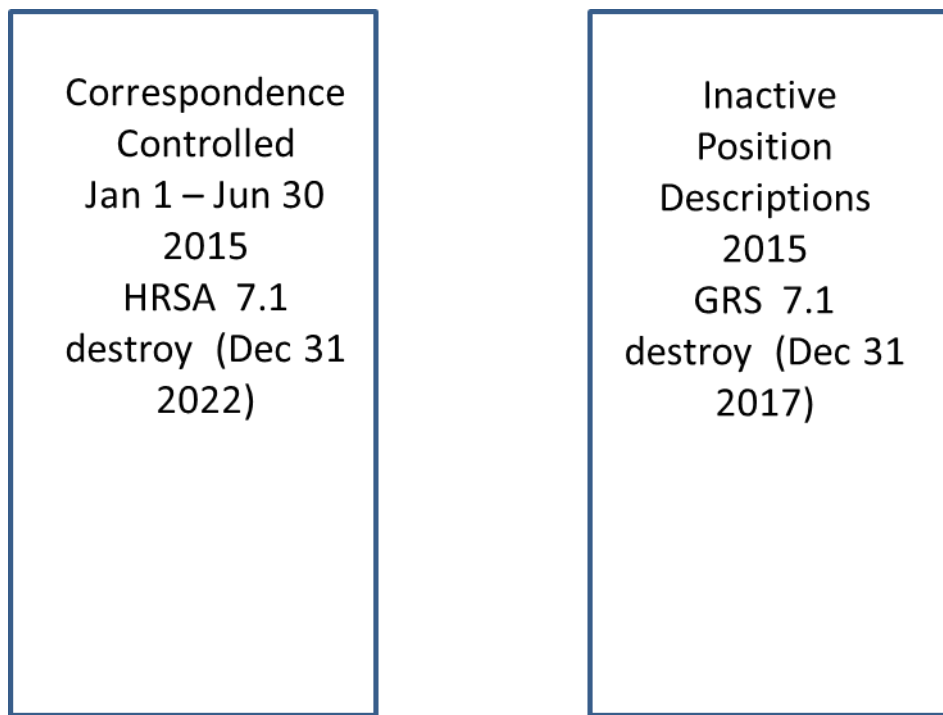 Correspondence
Controlled
Jan 1 – Jun 30
2015
HRSA  7.1
destroy  (Dec 31
2022)
Inactive
Position
Descriptions
2015
GRS  7.1
destroy  (Dec 31
2017)